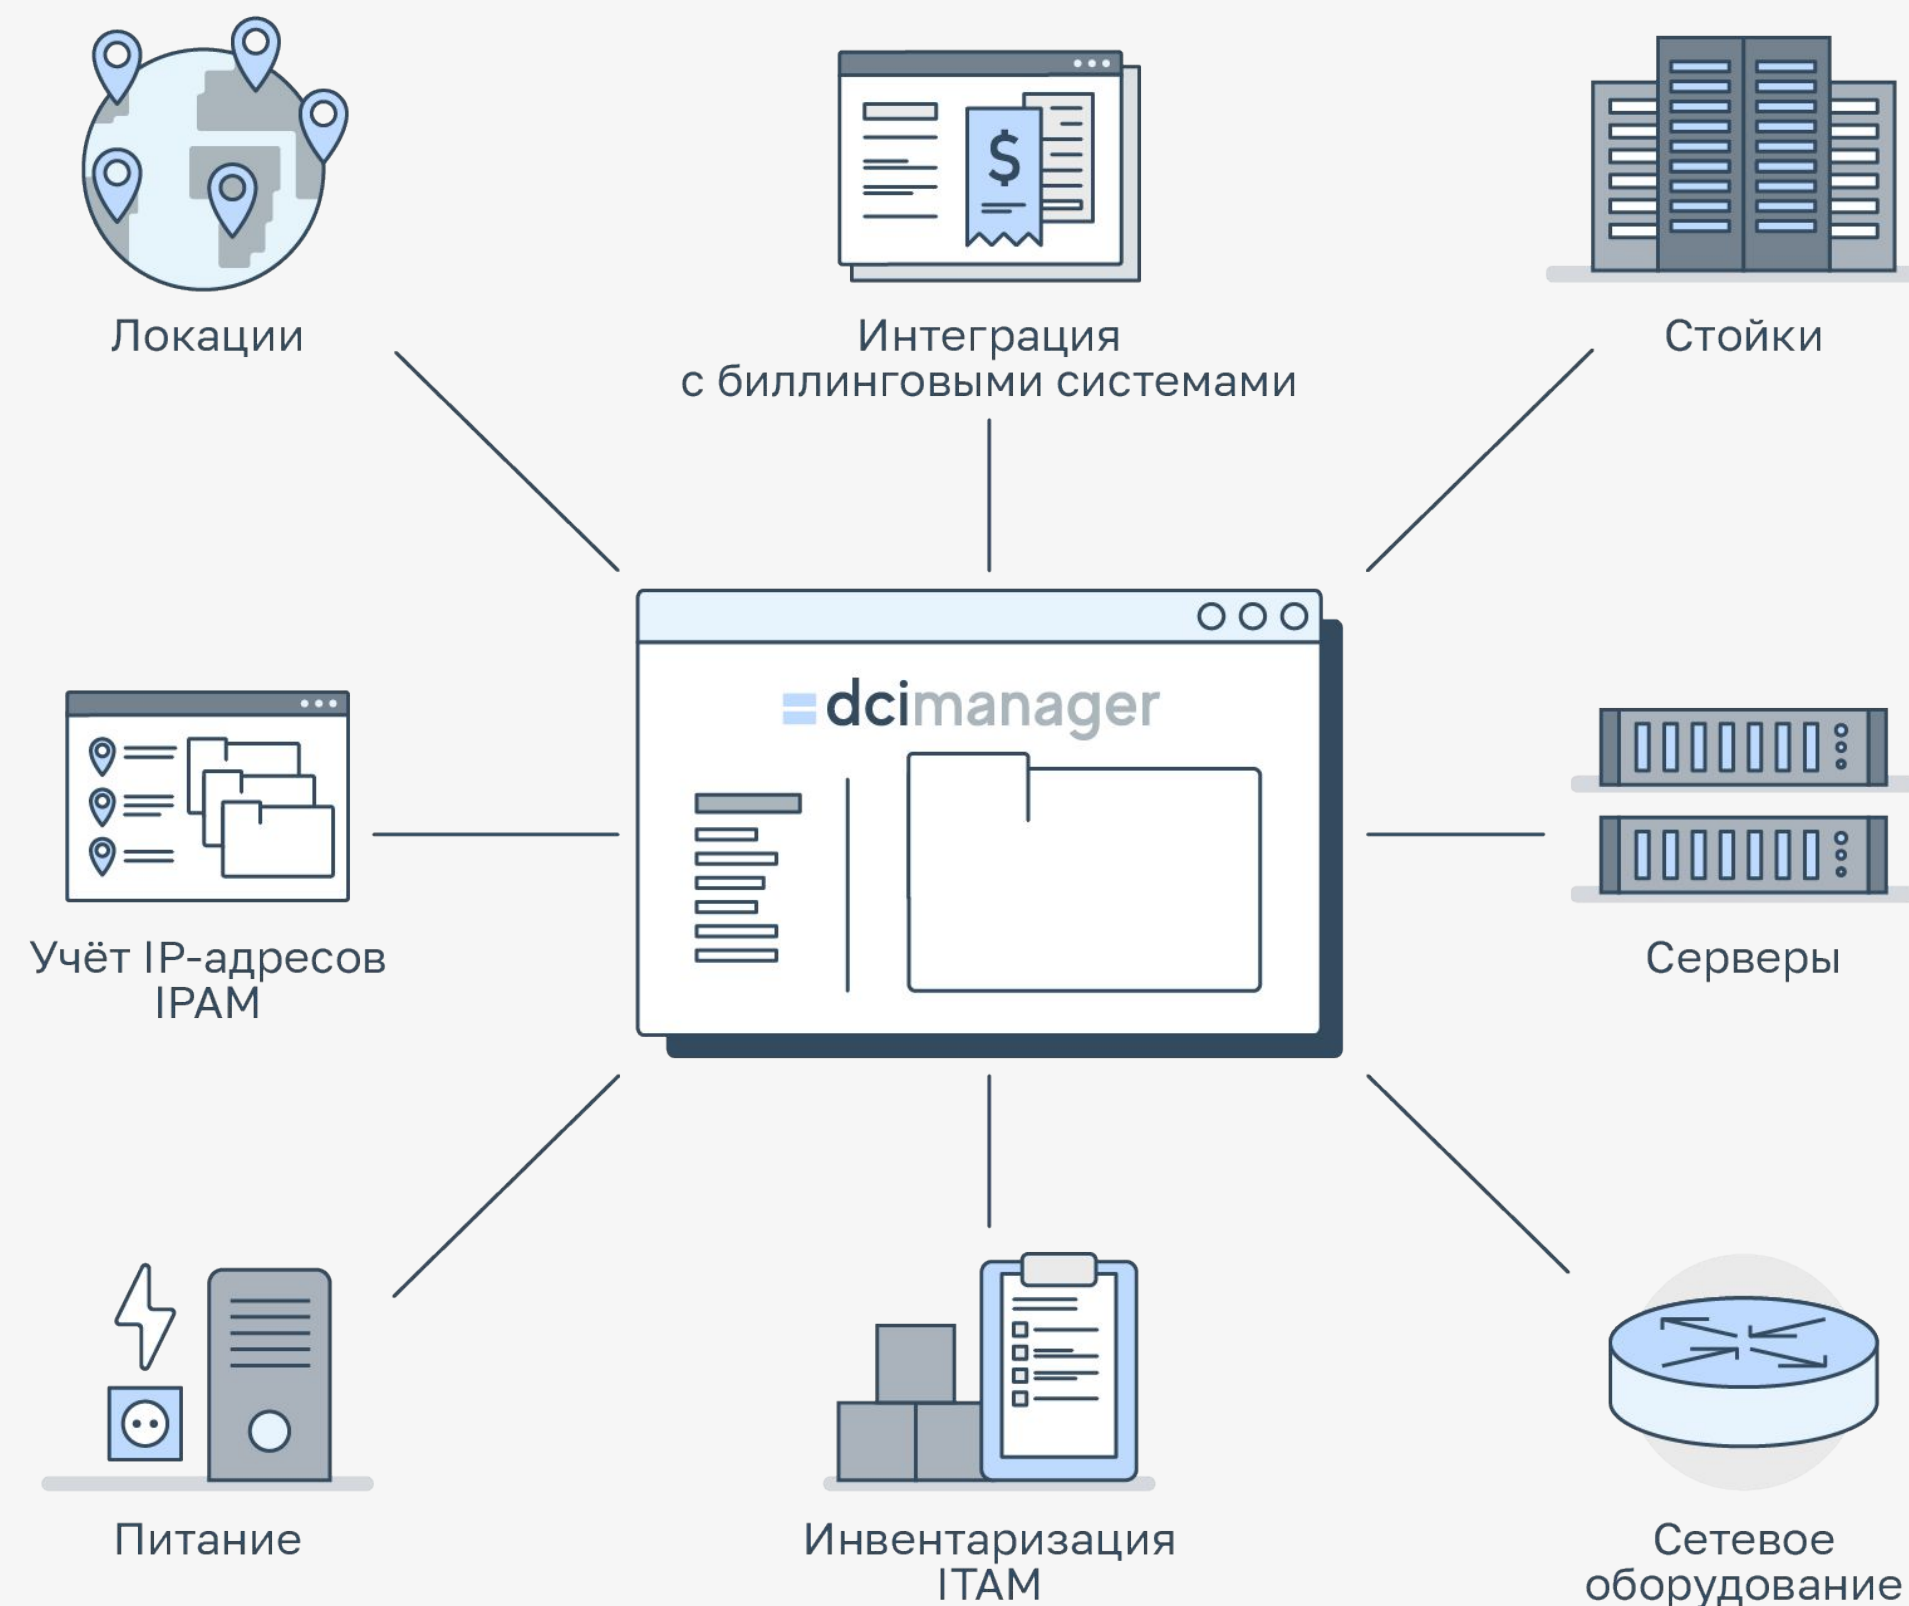 Локации
Интеграция
с биллинговыми системами
Стойки
$
dcimanager
Учёт IP-адресов
IPAM
Серверы
Питание
Инвентаризация
ITAM
Сетевое
оборудование